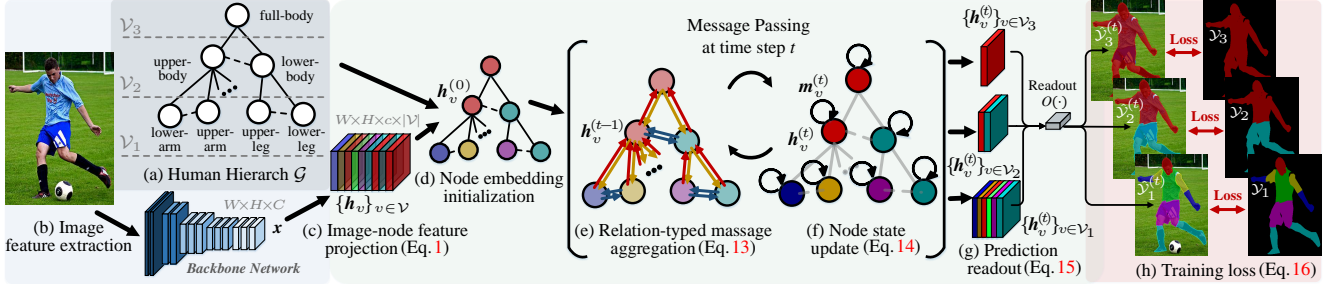 full-body
𝒱₃
upper-body
lower-body
𝒱₂
lower-arm
upper-arm
upper-leg
lower-leg
𝒱₁
(a) Human Hierarch 𝒢
(b) Image
feature extraction
W×H×C
x
Backbone Network
W×H×c×|𝒱|
{h_v}_{v∈𝒱}
(c) Image-node feature
projection (Eq. 1)
h_v^{(0)}
(d) Node embedding
initialization
Message Passing
at time step t
h_v^{(t-1)}
(e) Relation-typed massage
aggregation (Eq. 13)
m_v^{(t)}
h_v^{(t)}
(f) Node state
update (Eq. 14)
{h_v^{(t)}}_{v∈𝒱₃}
{h_v^{(t)}}_{v∈𝒱₂}
{h_v^{(t)}}_{v∈𝒱₁}
(g) Prediction
readout (Eq. 15)
Readout
O(·)
𝒴̂₃^{(t)}
Loss
𝒴₃
𝒴̂₂^{(t)}
Loss
𝒴₂
𝒴̂₁^{(t)}
Loss
𝒴₁
(h) Training loss (Eq. 16)